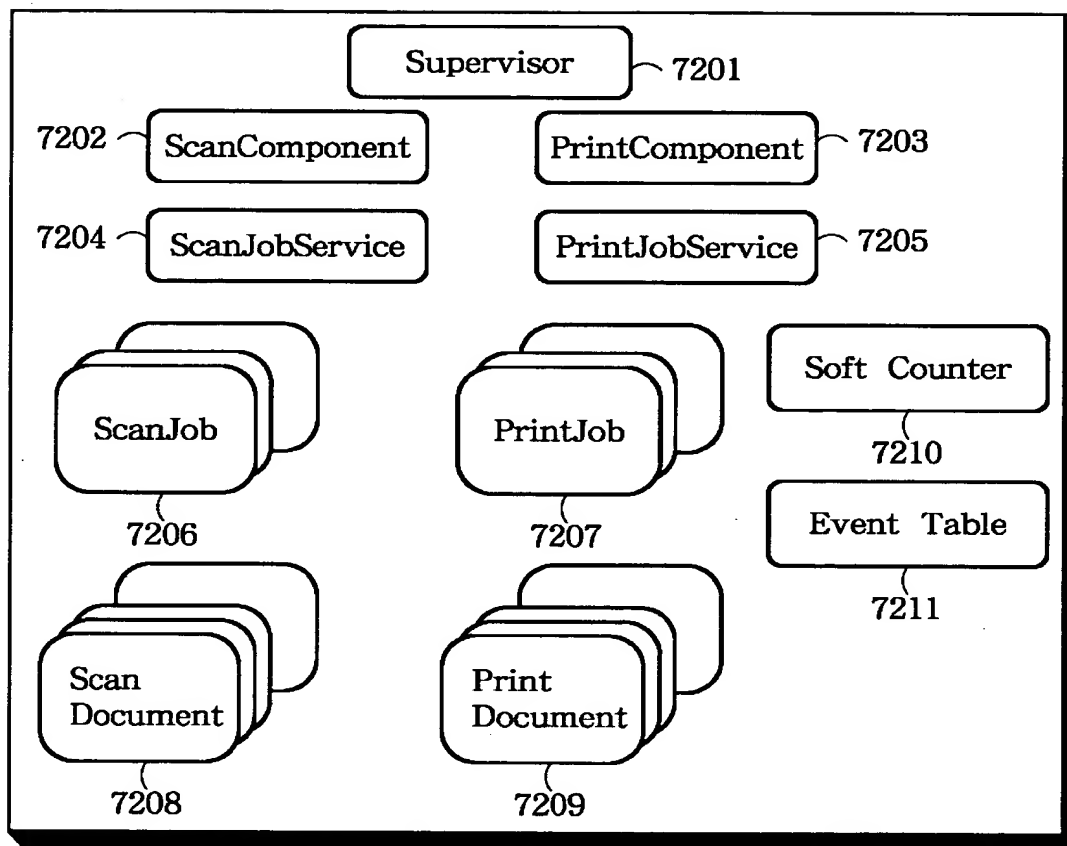 Supervisor
7201
7202
ScanComponent
PrintComponent
7203
7204
ScanJobService
PrintJobService
7205
ScanJob
7206
PrintJob
7207
Soft Counter
7210
Event Table
7211
Scan
Document
7208
Print
Document
7209